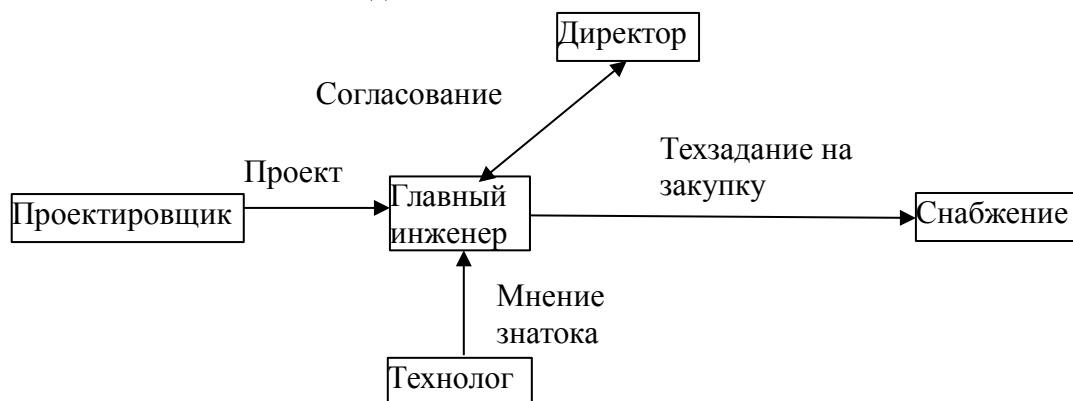 Директор
Согласование
Техзадание на
закупку
Проект
Проектировщик
Главный
инженер
Снабжение
Мнение
знатока
Технолог